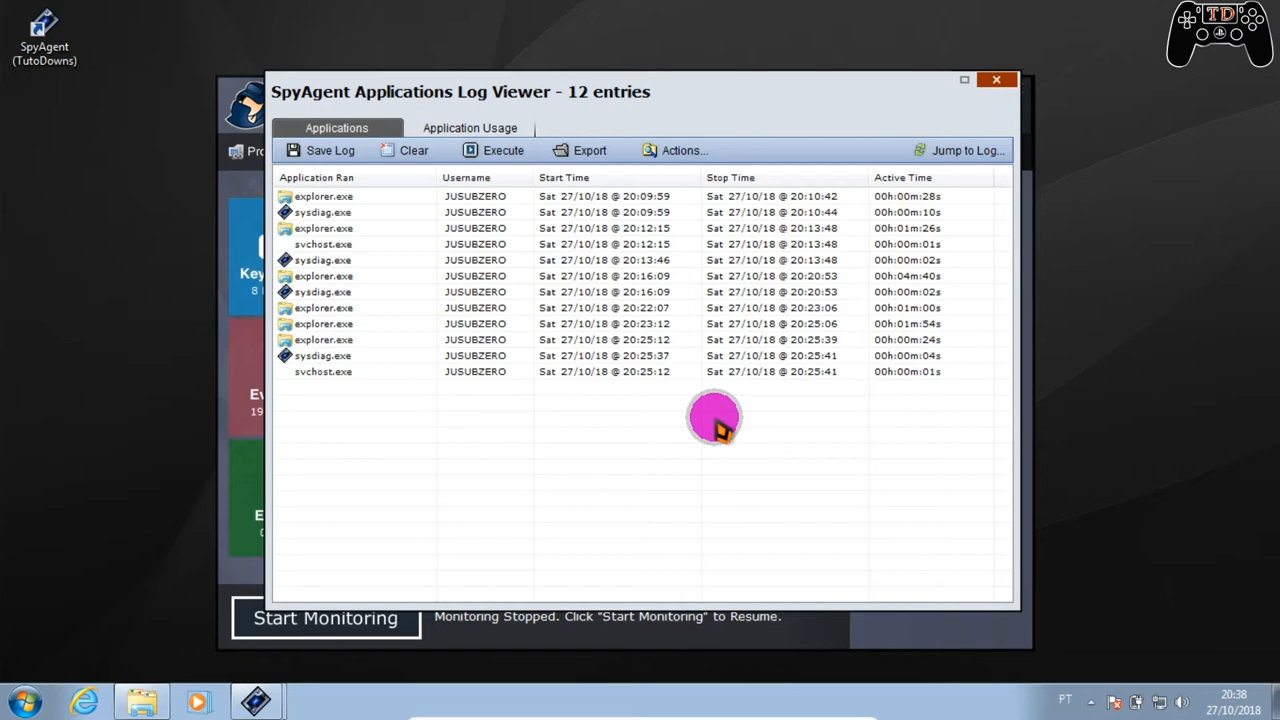 TD
SpyAgent
(TutoDowns)
SpyAgent Applications Log Viewer - 12 entries
Applications
Application Usage
Save Log
Clear
Execute
Export
Actions...
Jump to Log...
Application Ran Username Start Time Stop Time Active Time
explorer.exe JUSUBZERO Sat 27/10/18 @ 20:09:59 Sat 27/10/18 @ 20:10:42 00h:00m:28s
sysdiag.exe JUSUBZERO Sat 27/10/18 @ 20:09:59 Sat 27/10/18 @ 20:10:44 00h:00m:10s
explorer.exe JUSUBZERO Sat 27/10/18 @ 20:12:15 Sat 27/10/18 @ 20:13:48 00h:01m:26s
svchost.exe JUSUBZERO Sat 27/10/18 @ 20:12:15 Sat 27/10/18 @ 20:13:48 00h:00m:01s
sysdiag.exe JUSUBZERO Sat 27/10/18 @ 20:13:46 Sat 27/10/18 @ 20:13:48 00h:00m:02s
explorer.exe JUSUBZERO Sat 27/10/18 @ 20:16:09 Sat 27/10/18 @ 20:20:53 00h:04m:40s
sysdiag.exe JUSUBZERO Sat 27/10/18 @ 20:16:09 Sat 27/10/18 @ 20:20:53 00h:00m:02s
explorer.exe JUSUBZERO Sat 27/10/18 @ 20:22:07 Sat 27/10/18 @ 20:23:06 00h:01m:00s
explorer.exe JUSUBZERO Sat 27/10/18 @ 20:23:12 Sat 27/10/18 @ 20:25:06 00h:01m:54s
explorer.exe JUSUBZERO Sat 27/10/18 @ 20:25:12 Sat 27/10/18 @ 20:25:39 00h:00m:24s
sysdiag.exe JUSUBZERO Sat 27/10/18 @ 20:25:37 Sat 27/10/18 @ 20:25:41 00h:00m:04s
svchost.exe JUSUBZERO Sat 27/10/18 @ 20:25:12 Sat 27/10/18 @ 20:25:41 00h:00m:01s
Start Monitoring
Monitoring Stopped. Click "Start Monitoring" to Resume.
PT
20:38
27/10/2018